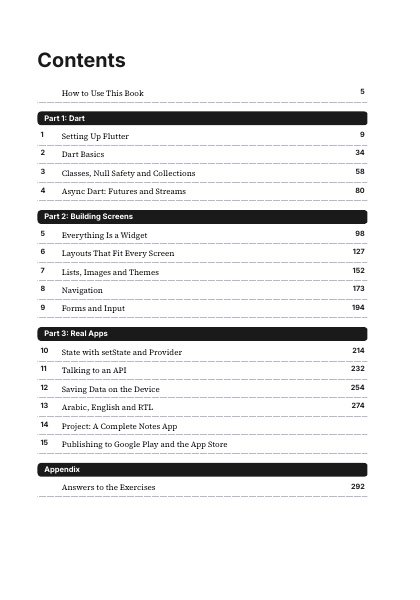 Contents
How to Use This Book 5
Part 1: Dart
1 Setting Up Flutter 9
2 Dart Basics 34
3 Classes, Null Safety and Collections 58
4 Async Dart: Futures and Streams 80
Part 2: Building Screens
5 Everything Is a Widget 98
6 Layouts That Fit Every Screen 127
7 Lists, Images and Themes 152
8 Navigation 173
9 Forms and Input 194
Part 3: Real Apps
10 State with setState and Provider 214
11 Talking to an API 232
12 Saving Data on the Device 254
13 Arabic, English and RTL 274
14 Project: A Complete Notes App
15 Publishing to Google Play and the App Store
Appendix
Answers to the Exercises 292